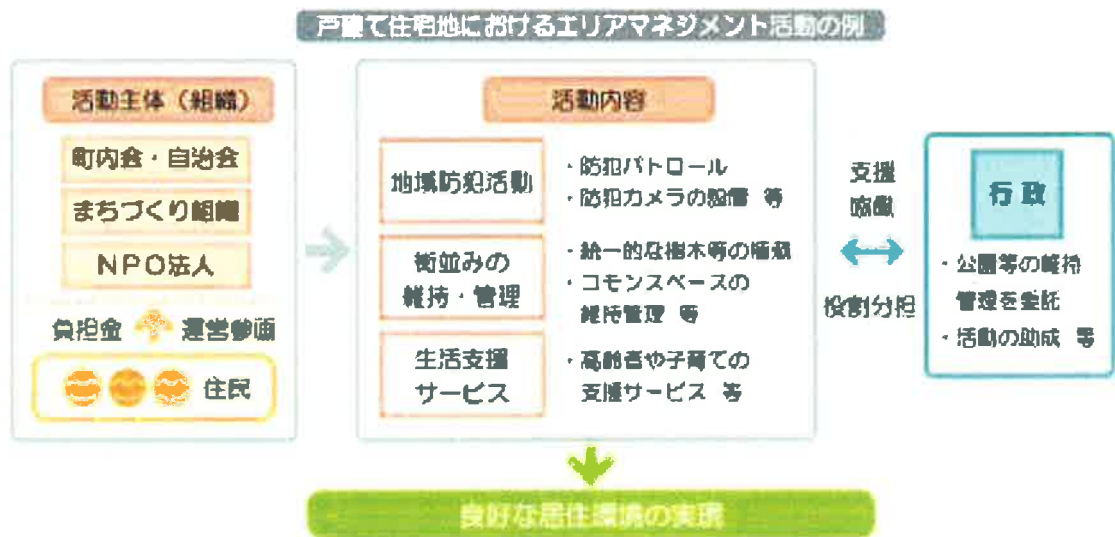 戸建て住宅地におけるエリアマネジメント活動の例
活動主体（組織）
町内会・自治会
まちづくり組織
NPO法人
負担金 運営参画
住民
活動内容
地域防犯活動
・防犯パトロール
・防犯カメラの設置 等
街並みの
維持・管理
・統一的な樹木等の植栽
・コモンスペースの
維持管理 等
生活支援
サービス
・高齢者や子育ての
支援サービス 等
支援
協働
役割分担
行政
・公園等の維持
管理を委託
・活動の助成 等
良好な居住環境の実現